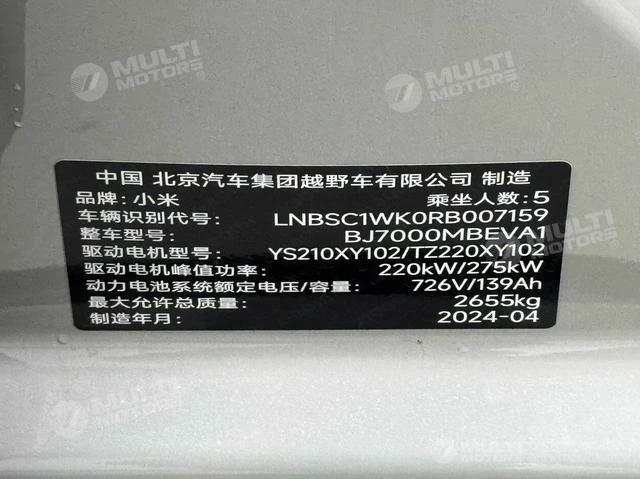 MULTI
MOTORS
MULTI
MOTORS
中国 北京汽车集团越野车有限公司 制造
品牌:小米 乘坐人数:5
车辆识别代号: LNBSC1WK0RB007159
整车型号: BJ7000MBEVA1
驱动电机型号: YS210XY102/TZ220XY102
驱动电机峰值功率: 220kW/275kW
动力电池系统额定电压/容量: 726V/139Ah
最大允许总质量: 2655kg
制造年月: 2024-04
MULTI
MOTORS
MULTI
MOTORS